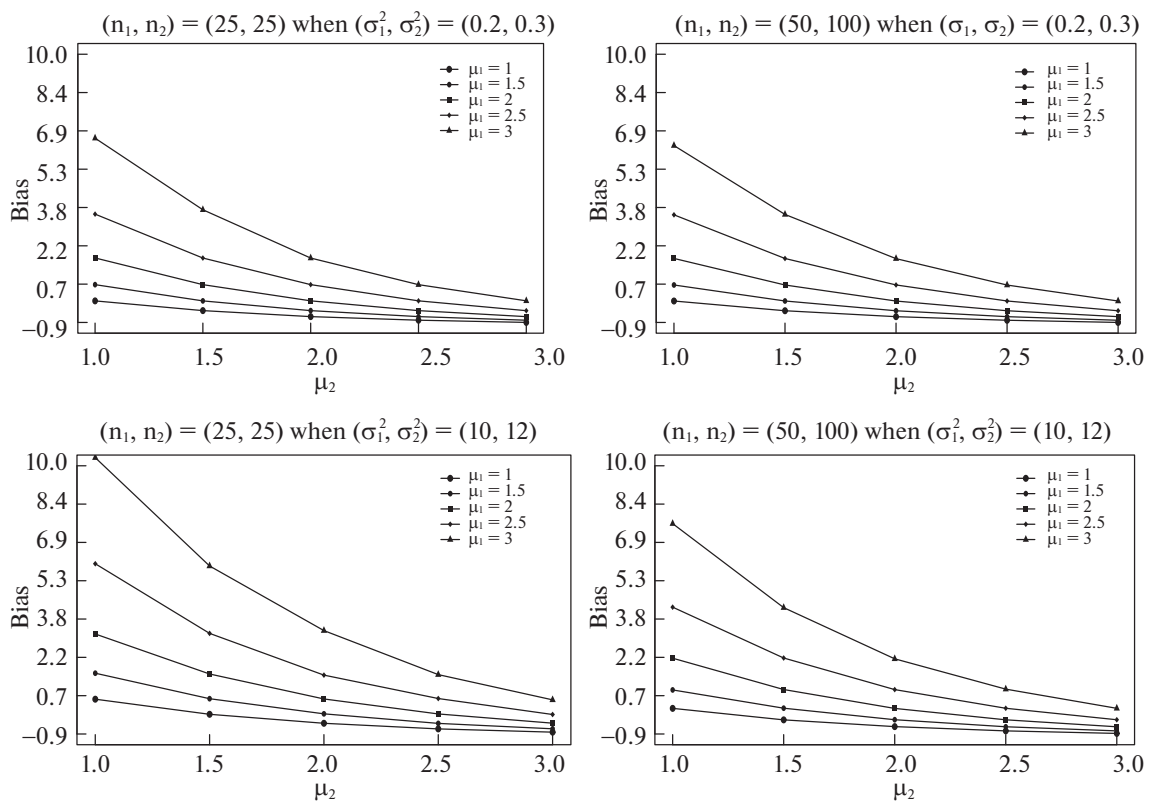 (n₁, n₂) = (25, 25) when (σ₁², σ₂²) = (0.2, 0.3)
10.0
8.4
6.9
5.3
3.8
2.2
0.7
−0.9
Bias
μ₁ = 1
μ₁ = 1.5
μ₁ = 2
μ₁ = 2.5
μ₁ = 3
1.0 1.5 2.0 2.5 3.0
μ₂
(n₁, n₂) = (50, 100) when (σ₁, σ₂) = (0.2, 0.3)
10.0
8.4
6.9
5.3
3.8
2.2
0.7
−0.9
Bias
μ₁ = 1
μ₁ = 1.5
μ₁ = 2
μ₁ = 2.5
μ₁ = 3
1.0 1.5 2.0 2.5 3.0
μ₂
(n₁, n₂) = (25, 25) when (σ₁², σ₂²) = (10, 12)
10.0
8.4
6.9
5.3
3.8
2.2
0.7
−0.9
Bias
μ₁ = 1
μ₁ = 1.5
μ₁ = 2
μ₁ = 2.5
μ₁ = 3
1.0 1.5 2.0 2.5 3.0
μ₂
(n₁, n₂) = (50, 100) when (σ₁², σ₂²) = (10, 12)
10.0
8.4
6.9
5.3
3.8
2.2
0.7
−0.9
Bias
μ₁ = 1
μ₁ = 1.5
μ₁ = 2
μ₁ = 2.5
μ₁ = 3
1.0 1.5 2.0 2.5 3.0
μ₂